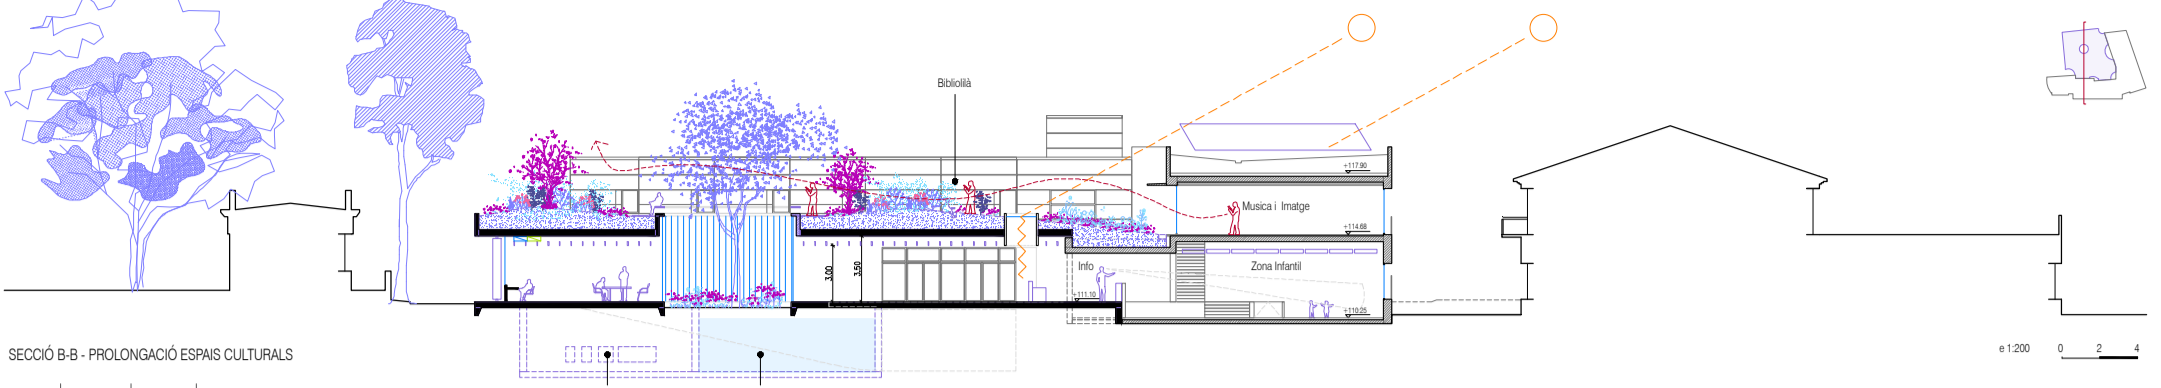 Bibliolilà
+117.90
Musica i Imatge
+114.68
3,00
3,50
Info
Zona Infantil
+111.10
+110.25
SECCIÓ B-B - PROLONGACIÓ ESPAIS CULTURALS
e 1:200
0 2 4